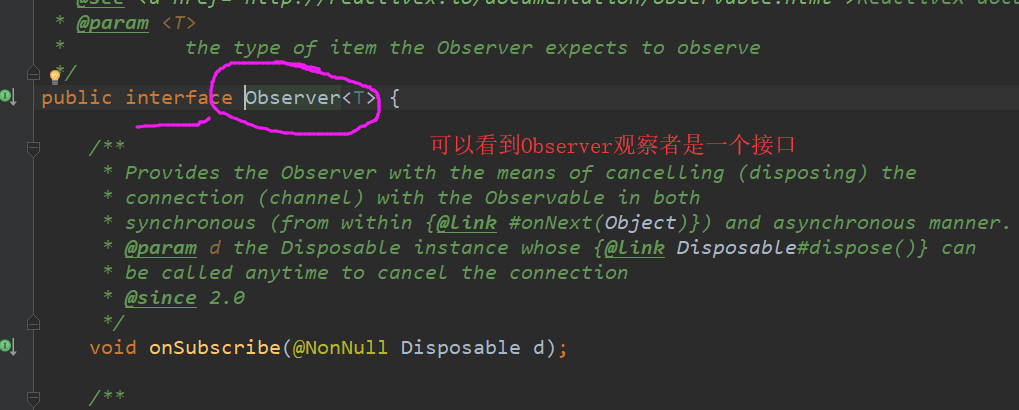 @see <a href="http://reactivex.io/documentation/observable.html">ReactiveX docu
* @param <T>
* the type of item the Observer expects to observe
*/
public interface Observer<T> {
/**
可以看到Observer观察者是一个接口
* Provides the Observer with the means of cancelling (disposing) the
* connection (channel) with the Observable in both
* synchronous (from within {@link #onNext(Object)}) and asynchronous manner.
* @param d the Disposable instance whose {@link Disposable#dispose()} can
* be called anytime to cancel the connection
* @since 2.0
*/
void onSubscribe(@NonNull Disposable d);
/**